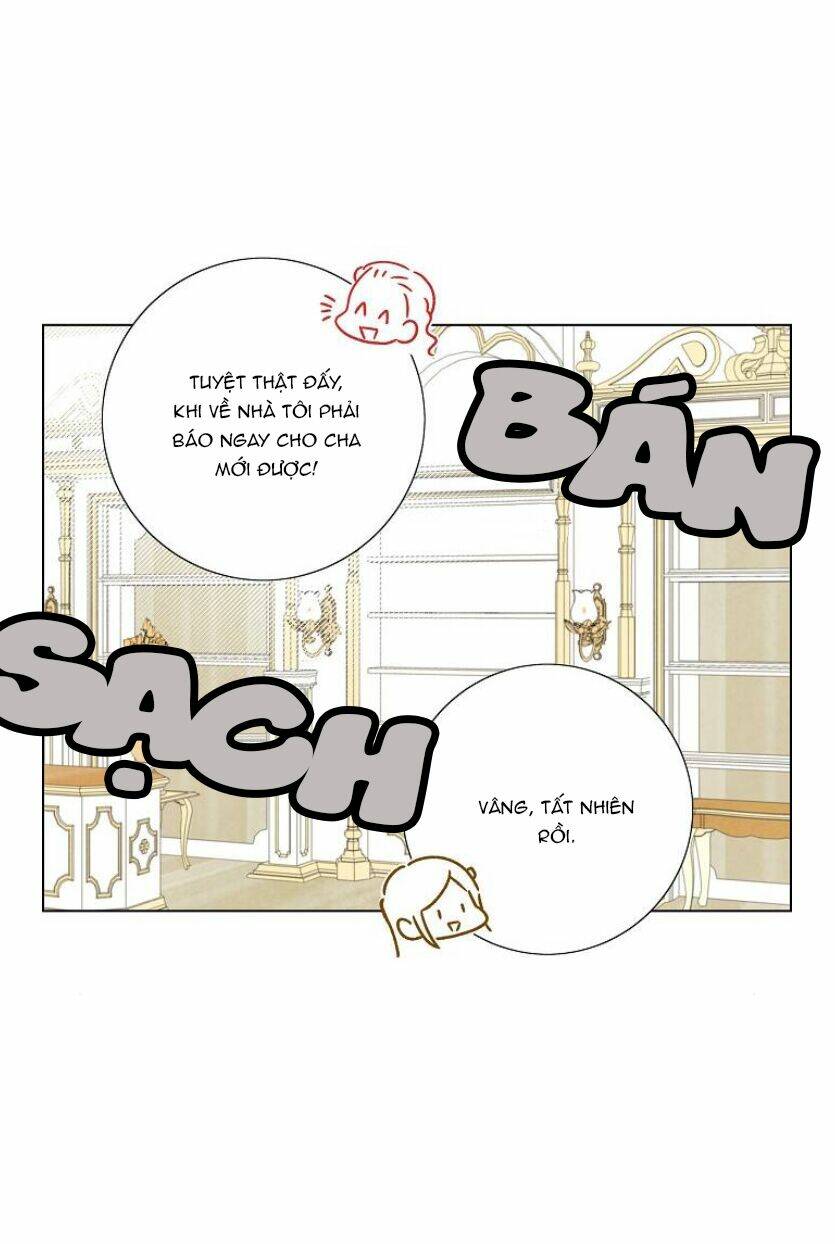 TUYỆT THẬT ĐẤY,
KHI VỀ NHÀ TÔI PHẢI
BÁO NGAY CHO CHA
MỚI ĐƯỢC!
BÁN
SẠCH
VÂNG, TẤT NHIÊN
RỒI.